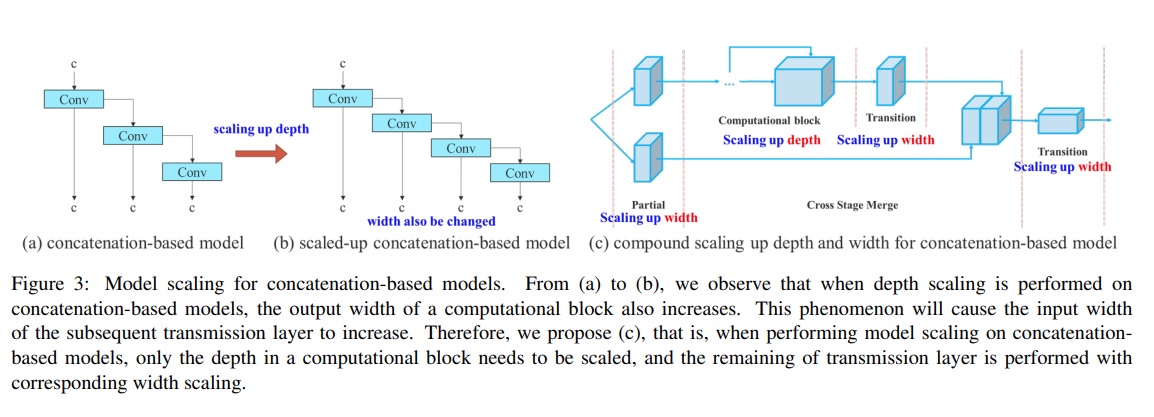 c
Conv
Conv
Conv
c
c
c
scaling up depth
c
Conv
Conv
Conv
Conv
c
c
c
c
width also be changed
...
Computational block
Scaling up depth
Transition
Scaling up width
Partial
Scaling up width
Cross Stage Merge
Transition
Scaling up width
(a) concatenation-based model
(b) scaled-up concatenation-based model
(c) compound scaling up depth and width for concatenation-based model
Figure 3: Model scaling for concatenation-based models. From (a) to (b), we observe that when depth scaling is performed on
concatenation-based models, the output width of a computational block also increases. This phenomenon will cause the input width
of the subsequent transmission layer to increase. Therefore, we propose (c), that is, when performing model scaling on concatenation-
based models, only the depth in a computational block needs to be scaled, and the remaining of transmission layer is performed with
corresponding width scaling.